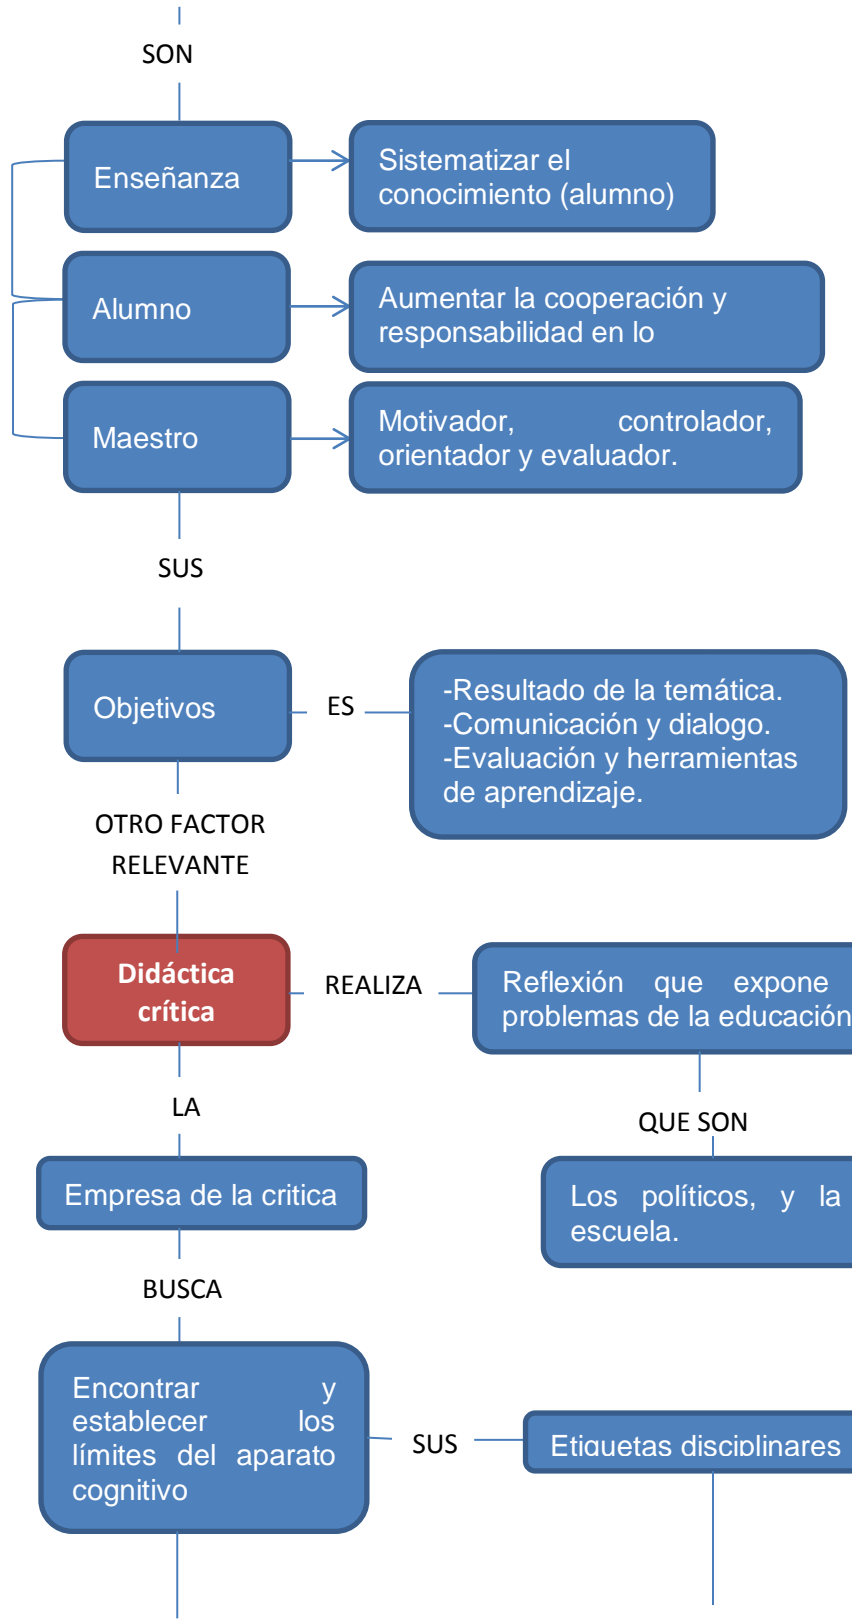 SON
Enseñanza
Sistematizar el
conocimiento (alumno)
Alumno
Aumentar la cooperación y
responsabilidad en lo
Maestro
Motivador, controlador,
orientador y evaluador.
SUS
Objetivos
ES
-Resultado de la temática.
-Comunicación y dialogo.
-Evaluación y herramientas
de aprendizaje.
OTRO FACTOR
RELEVANTE
Didáctica
crítica
REALIZA
Reflexión que expone
problemas de la educación
LA
QUE SON
Empresa de la critica
Los políticos, y la
escuela.
BUSCA
Encontrar y
establecer los
límites del aparato
cognitivo
SUS
Etiquetas disciplinares